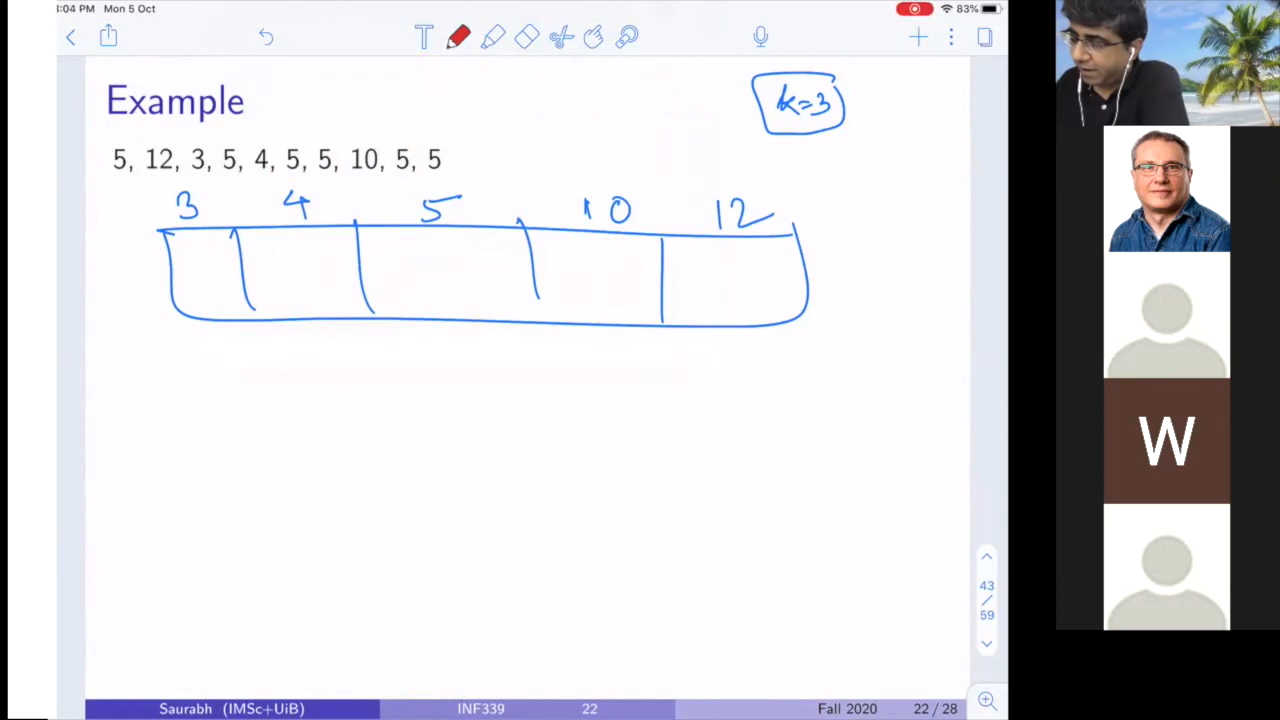 3:04 PM Mon 5 Oct
83%
T
Example
k=3
5, 12, 3, 5, 4, 5, 5, 10, 5, 5
3 4 5 10 12
W
43
/
59
Saurabh (IMSc+UiB) INF339 22 Fall 2020 22 / 28